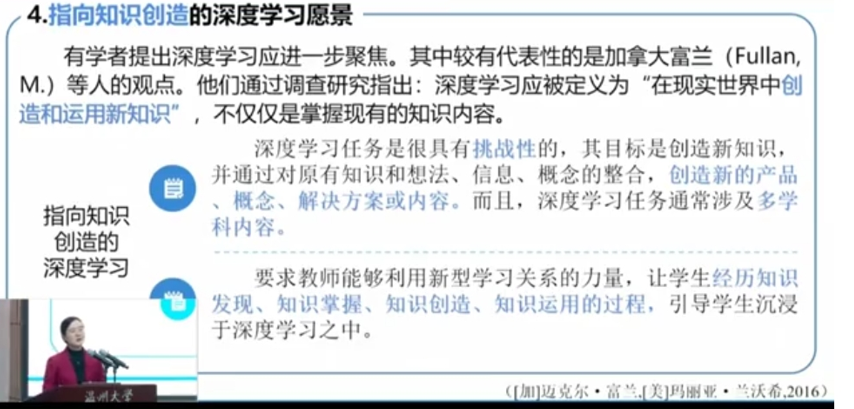 4.指向知识创造的深度学习愿景
有学者提出深度学习应进一步聚焦。其中较有代表性的是加拿大富兰（Fullan,
M.）等人的观点。他们通过调查研究指出：深度学习应被定义为“在现实世界中创
造和运用新知识”，不仅仅是掌握现有的知识内容。
指向知识
创造的
深度学习
深度学习任务是很具有挑战性的，其目标是创造新知识，
并通过对原有知识和想法、信息、概念的整合，创造新的产品
、概念、解决方案或内容。而且，深度学习任务通常涉及多学
科内容。
要求教师能够利用新型学习关系的力量，让学生经历知识
发现、知识掌握、知识创造、知识运用的过程，引导学生沉浸
于深度学习之中。
（[加]迈克尔·富兰,[美]玛丽亚·兰沃希,2016）
温州大学